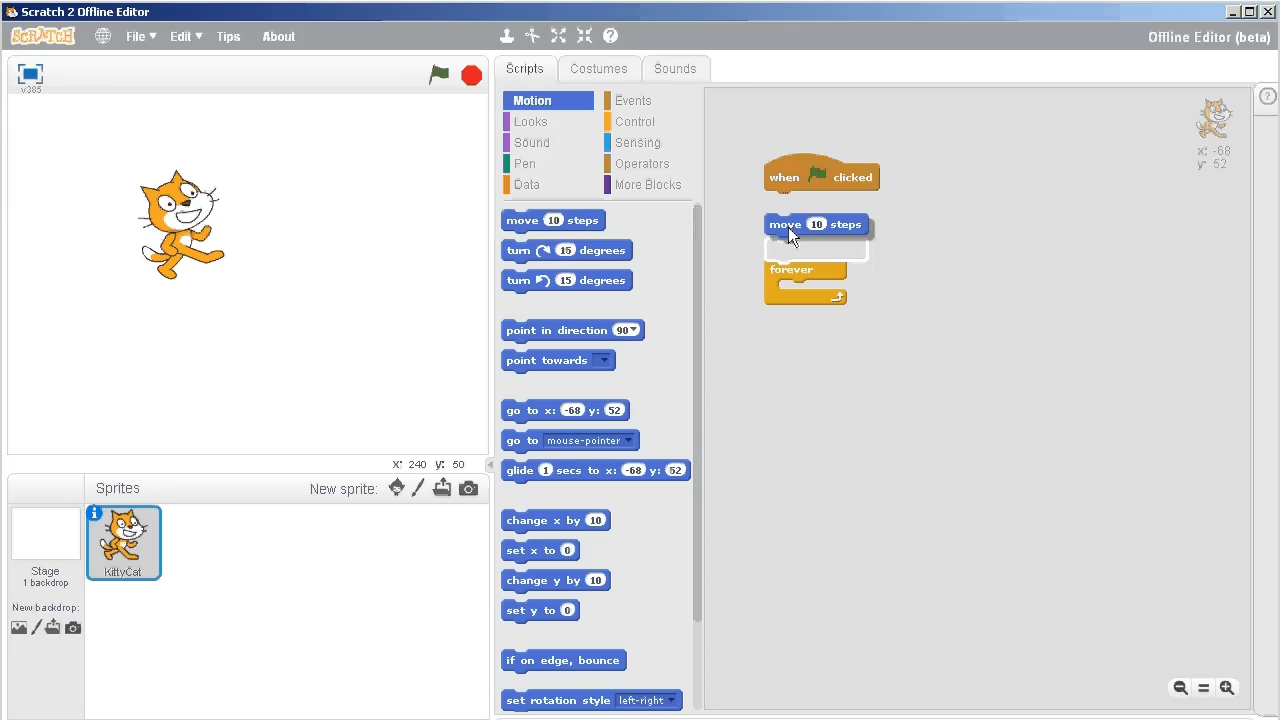 Scratch 2 Offline Editor
SCRATCH
File
Edit
Tips
About
?
Offline Editor (beta)
v385
Scripts
Costumes
Sounds
?
Motion
Events
Looks
Control
Sound
Sensing
Pen
Operators
Data
More Blocks
x: -68
y: 52
when clicked
move 10 steps
forever
move 10 steps
turn 15 degrees
turn 15 degrees
point in direction 90
point towards
go to x: -68 y: 52
go to mouse-pointer
glide 1 secs to x: -68 y: 52
change x by 10
set x to 0
change y by 10
set y to 0
if on edge, bounce
set rotation style left-right
x: 240 y: 50
Sprites
New sprite:
i
KittyCat
Stage
1 backdrop
New backdrop: